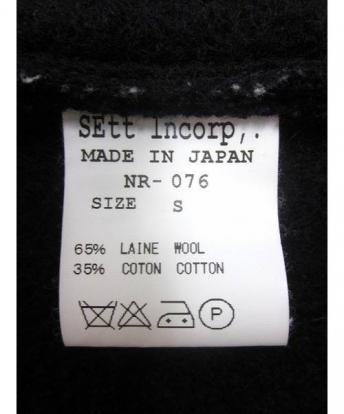 SEtt Incorp,.
MADE IN JAPAN
NR-076
SIZE S
65% LAINE WOOL
35% COTON COTTON
P